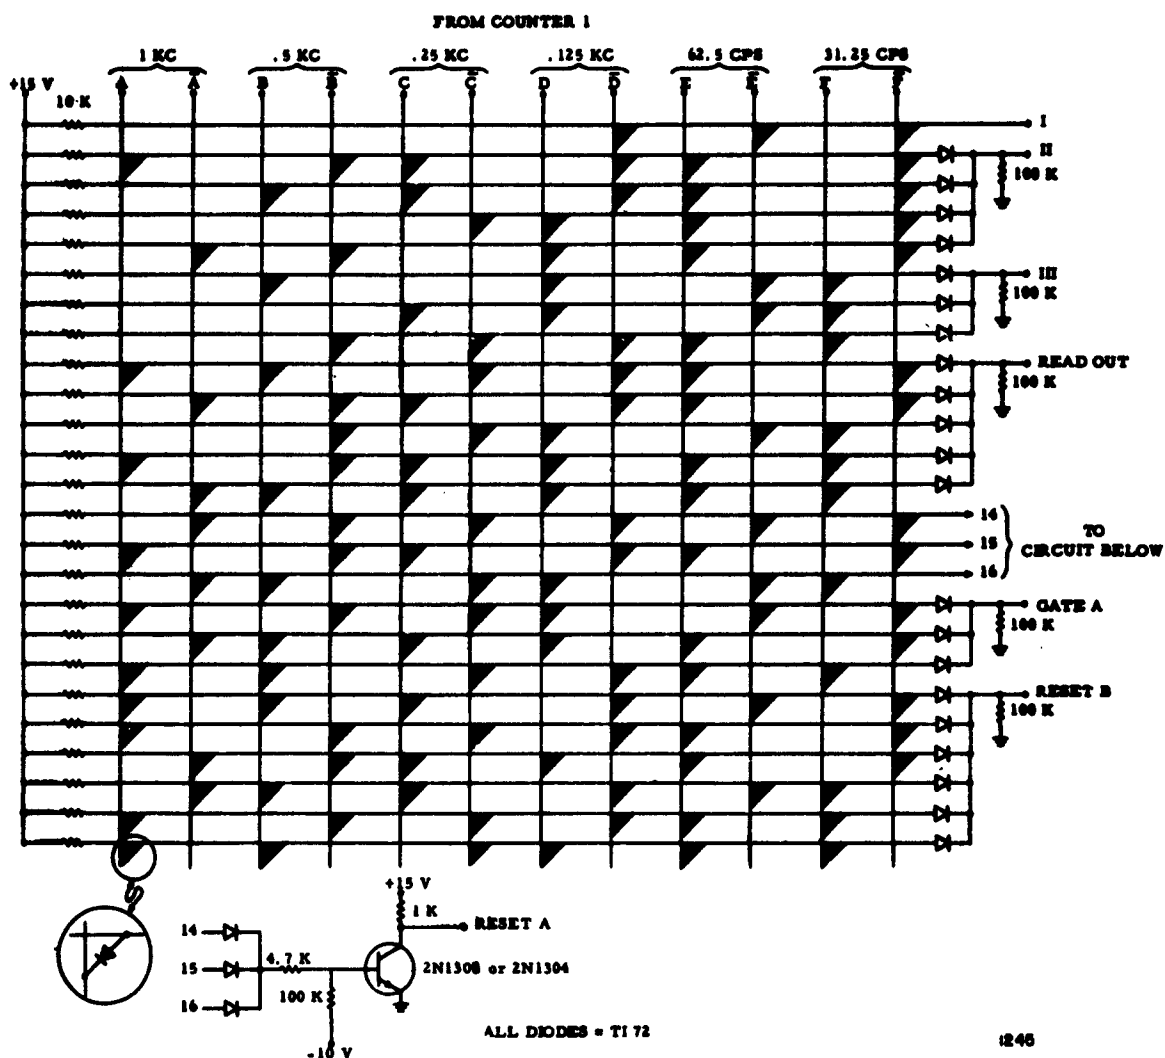 FROM COUNTER 1
1 KC .5 KC .25 KC .125 KC 62.5 CPS 31.25 CPS
+15 V A A̅ B B̅ C C̅ D D̅ E E̅ F F̅
10 K
I
II
100 K
III
100 K
READ OUT
100 K
14
15
16
TO
CIRCUIT BELOW
GATE A
100 K
RESET B
100 K
+15 V
1 K
RESET A
14
15
16
4.7 K
100 K
2N1308 or 2N1304
-10 V
ALL DIODES = TI 72
1246